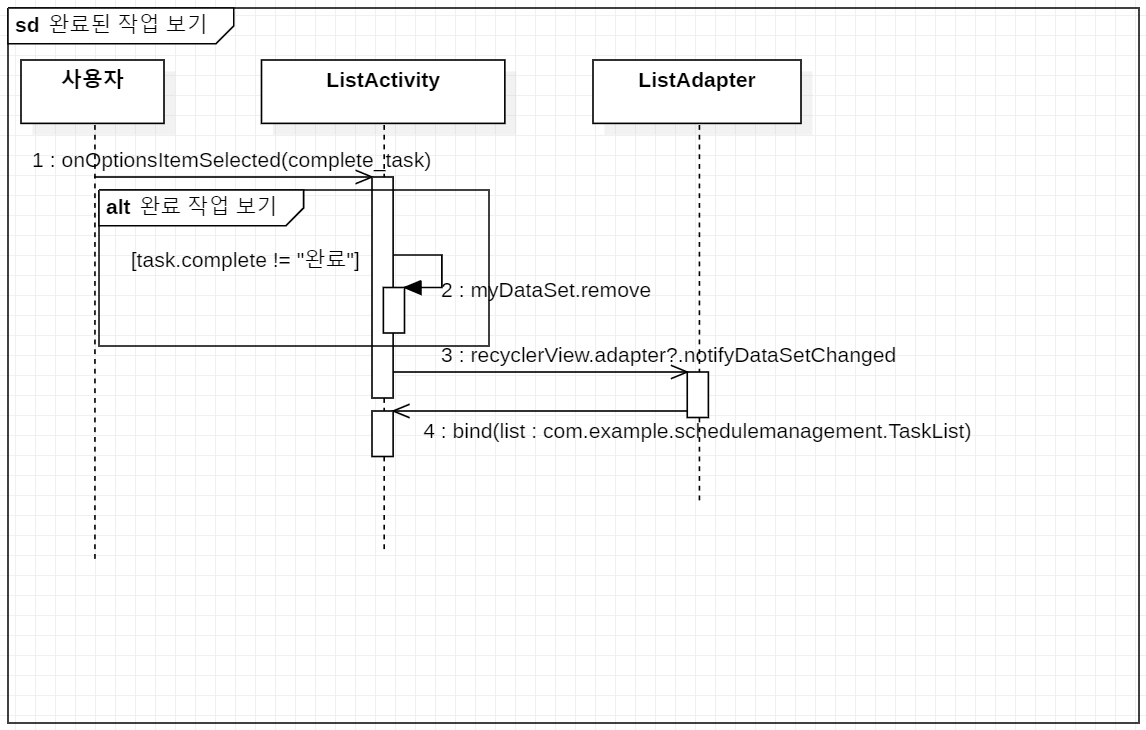 sd 완료된 작업 보기
사용자
ListActivity
ListAdapter
1 : onOptionsItemSelected(complete_task)
alt 완료 작업 보기
[task.complete != "완료"]
2 : myDataSet.remove
3 : recyclerView.adapter?.notifyDataSetChanged
4 : bind(list : com.example.schedulemanagement.TaskList)